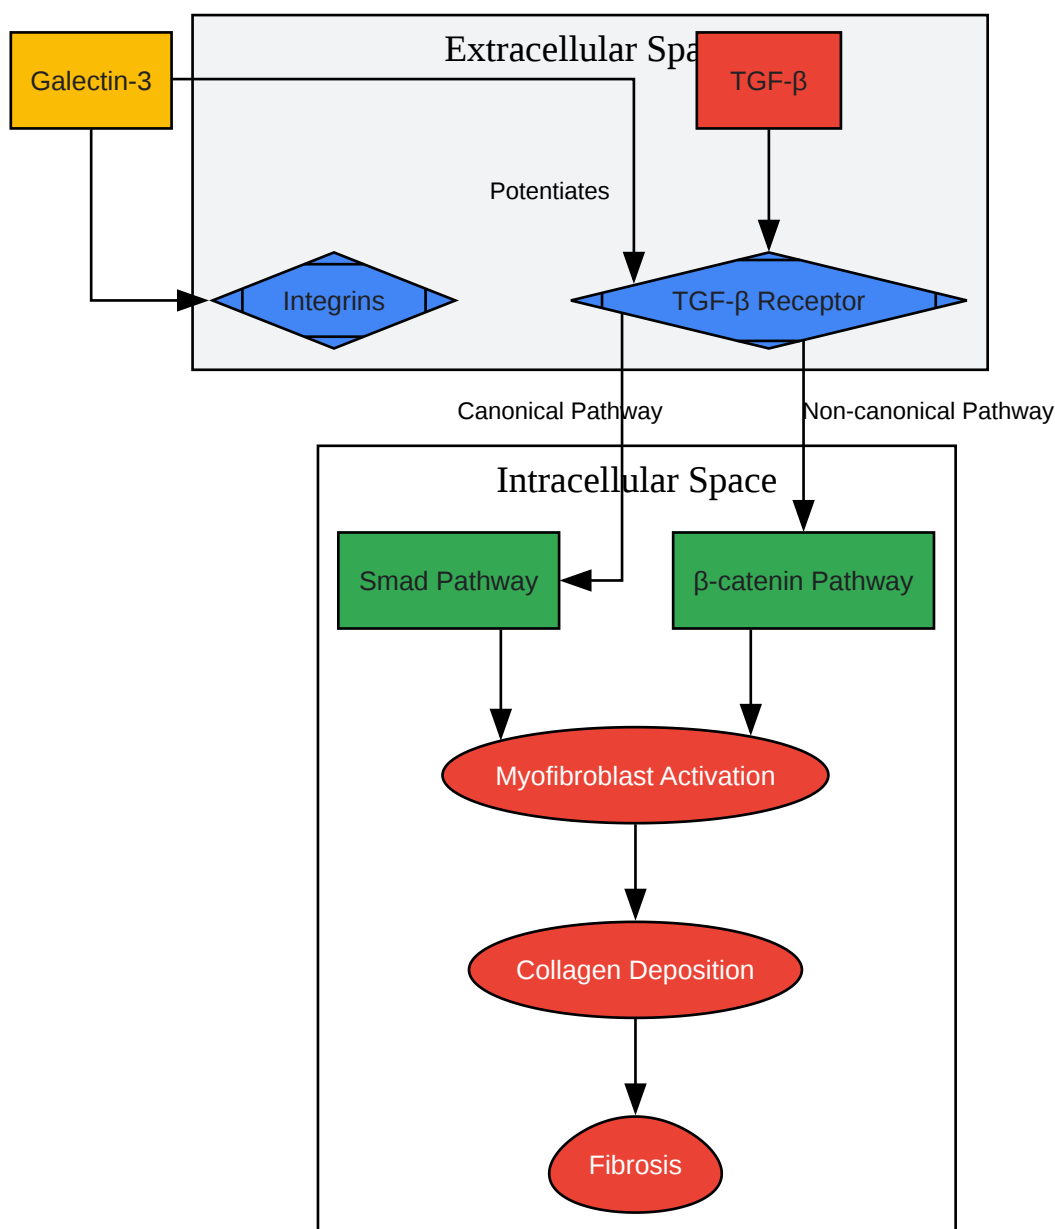 Extracellular Spa
Galectin-3
TGF-β
Potentiates
Integrins
TGF-β Receptor
Canonical Pathway
Non-canonical Pathway
Intracellular Space
Smad Pathway
β-catenin Pathway
Myofibroblast Activation
Collagen Deposition
Fibrosis